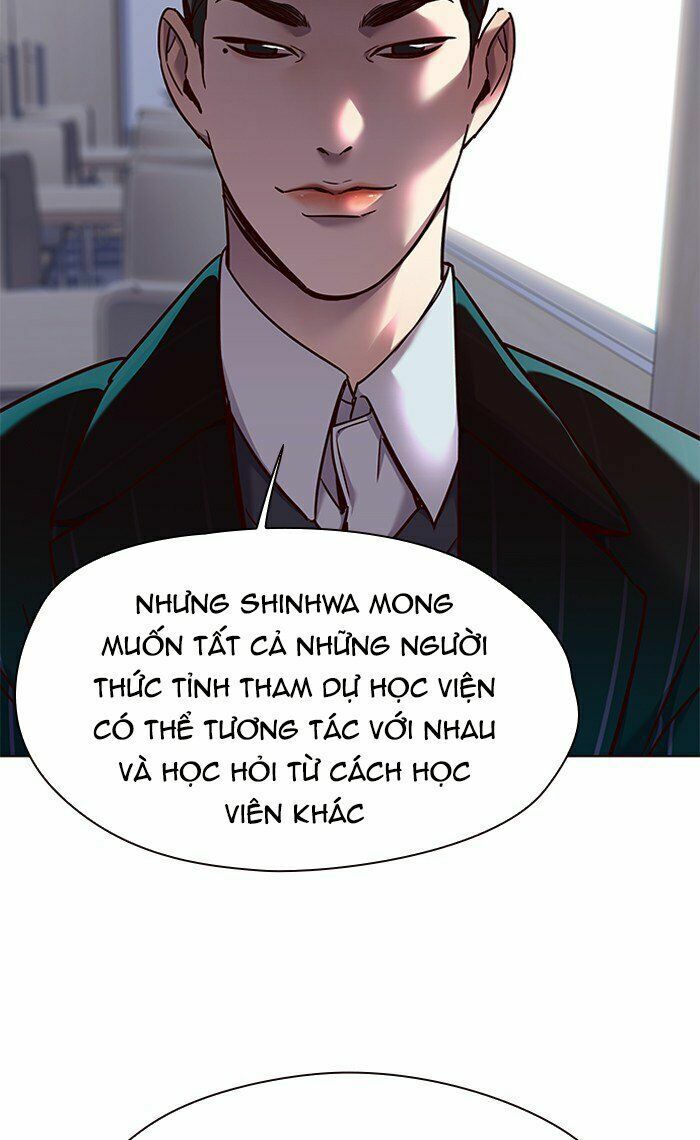 NHƯNG SHINHWA MONG
MUỐN TẤT CẢ NHỮNG NGƯỜI
THỨC TỈNH THAM DỰ HỌC VIỆN
CÓ THỂ TƯƠNG TÁC VỚI NHAU
VÀ HỌC HỎI TỪ CÁCH HỌC
VIÊN KHÁC